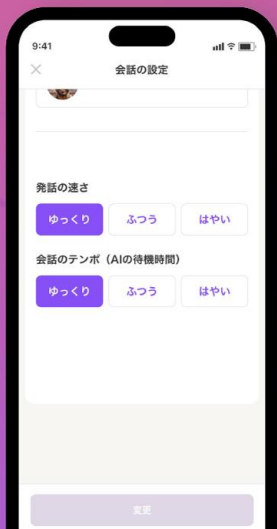 9:41
会話の設定
発話の速さ
ゆっくり ふつう はやい
会話のテンポ（AIの待機時間）
ゆっくり ふつう はやい
変更